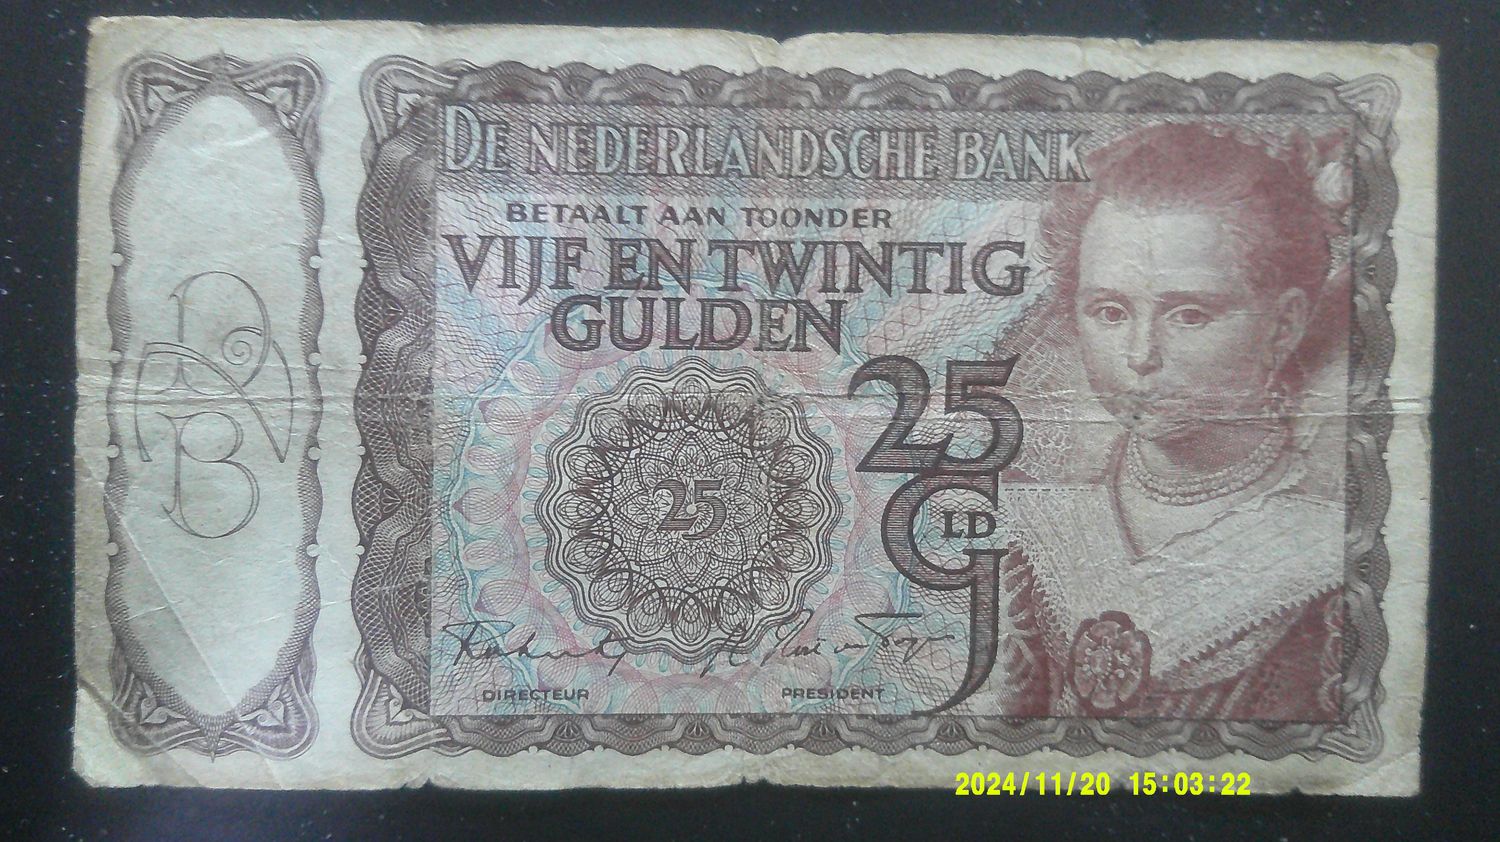 DE NEDERLANDSCHE BANK
BETAALT AAN TOONDER
VIJF EN TWINTIG
GULDEN
25
GLD
25
DNB
DIRECTEUR
PRESIDENT
2024/11/20 15:03:22